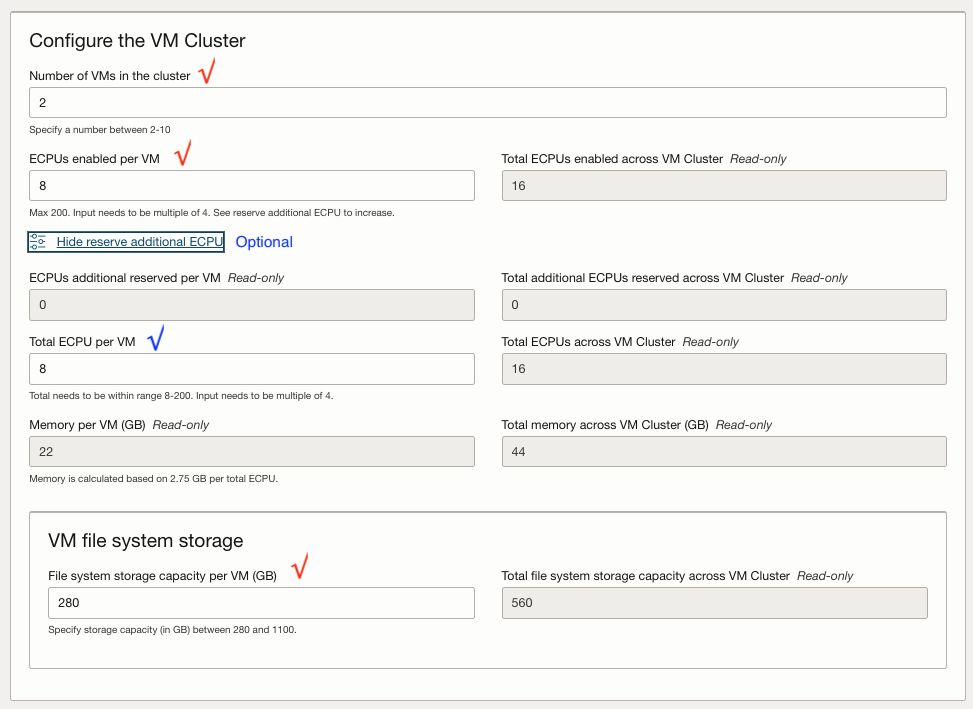 Configure the VM Cluster
Number of VMs in the cluster
2
Specify a number between 2-10
ECPUs enabled per VM
Total ECPUs enabled across VM Cluster Read-only
8
16
Max 200. Input needs to be multiple of 4. See reserve additional ECPU to increase.
Hide reserve additional ECPU Optional
ECPUs additional reserved per VM Read-only
Total additional ECPUs reserved across VM Cluster Read-only
0
0
Total ECPU per VM
Total ECPUs across VM Cluster Read-only
8
16
Total needs to be within range 8-200. Input needs to be multiple of 4.
Memory per VM (GB) Read-only
Total memory across VM Cluster (GB) Read-only
22
44
Memory is calculated based on 2.75 GB per total ECPU.
VM file system storage
File system storage capacity per VM (GB)
Total file system storage capacity across VM Cluster Read-only
280
560
Specify storage capacity (in GB) between 280 and 1100.